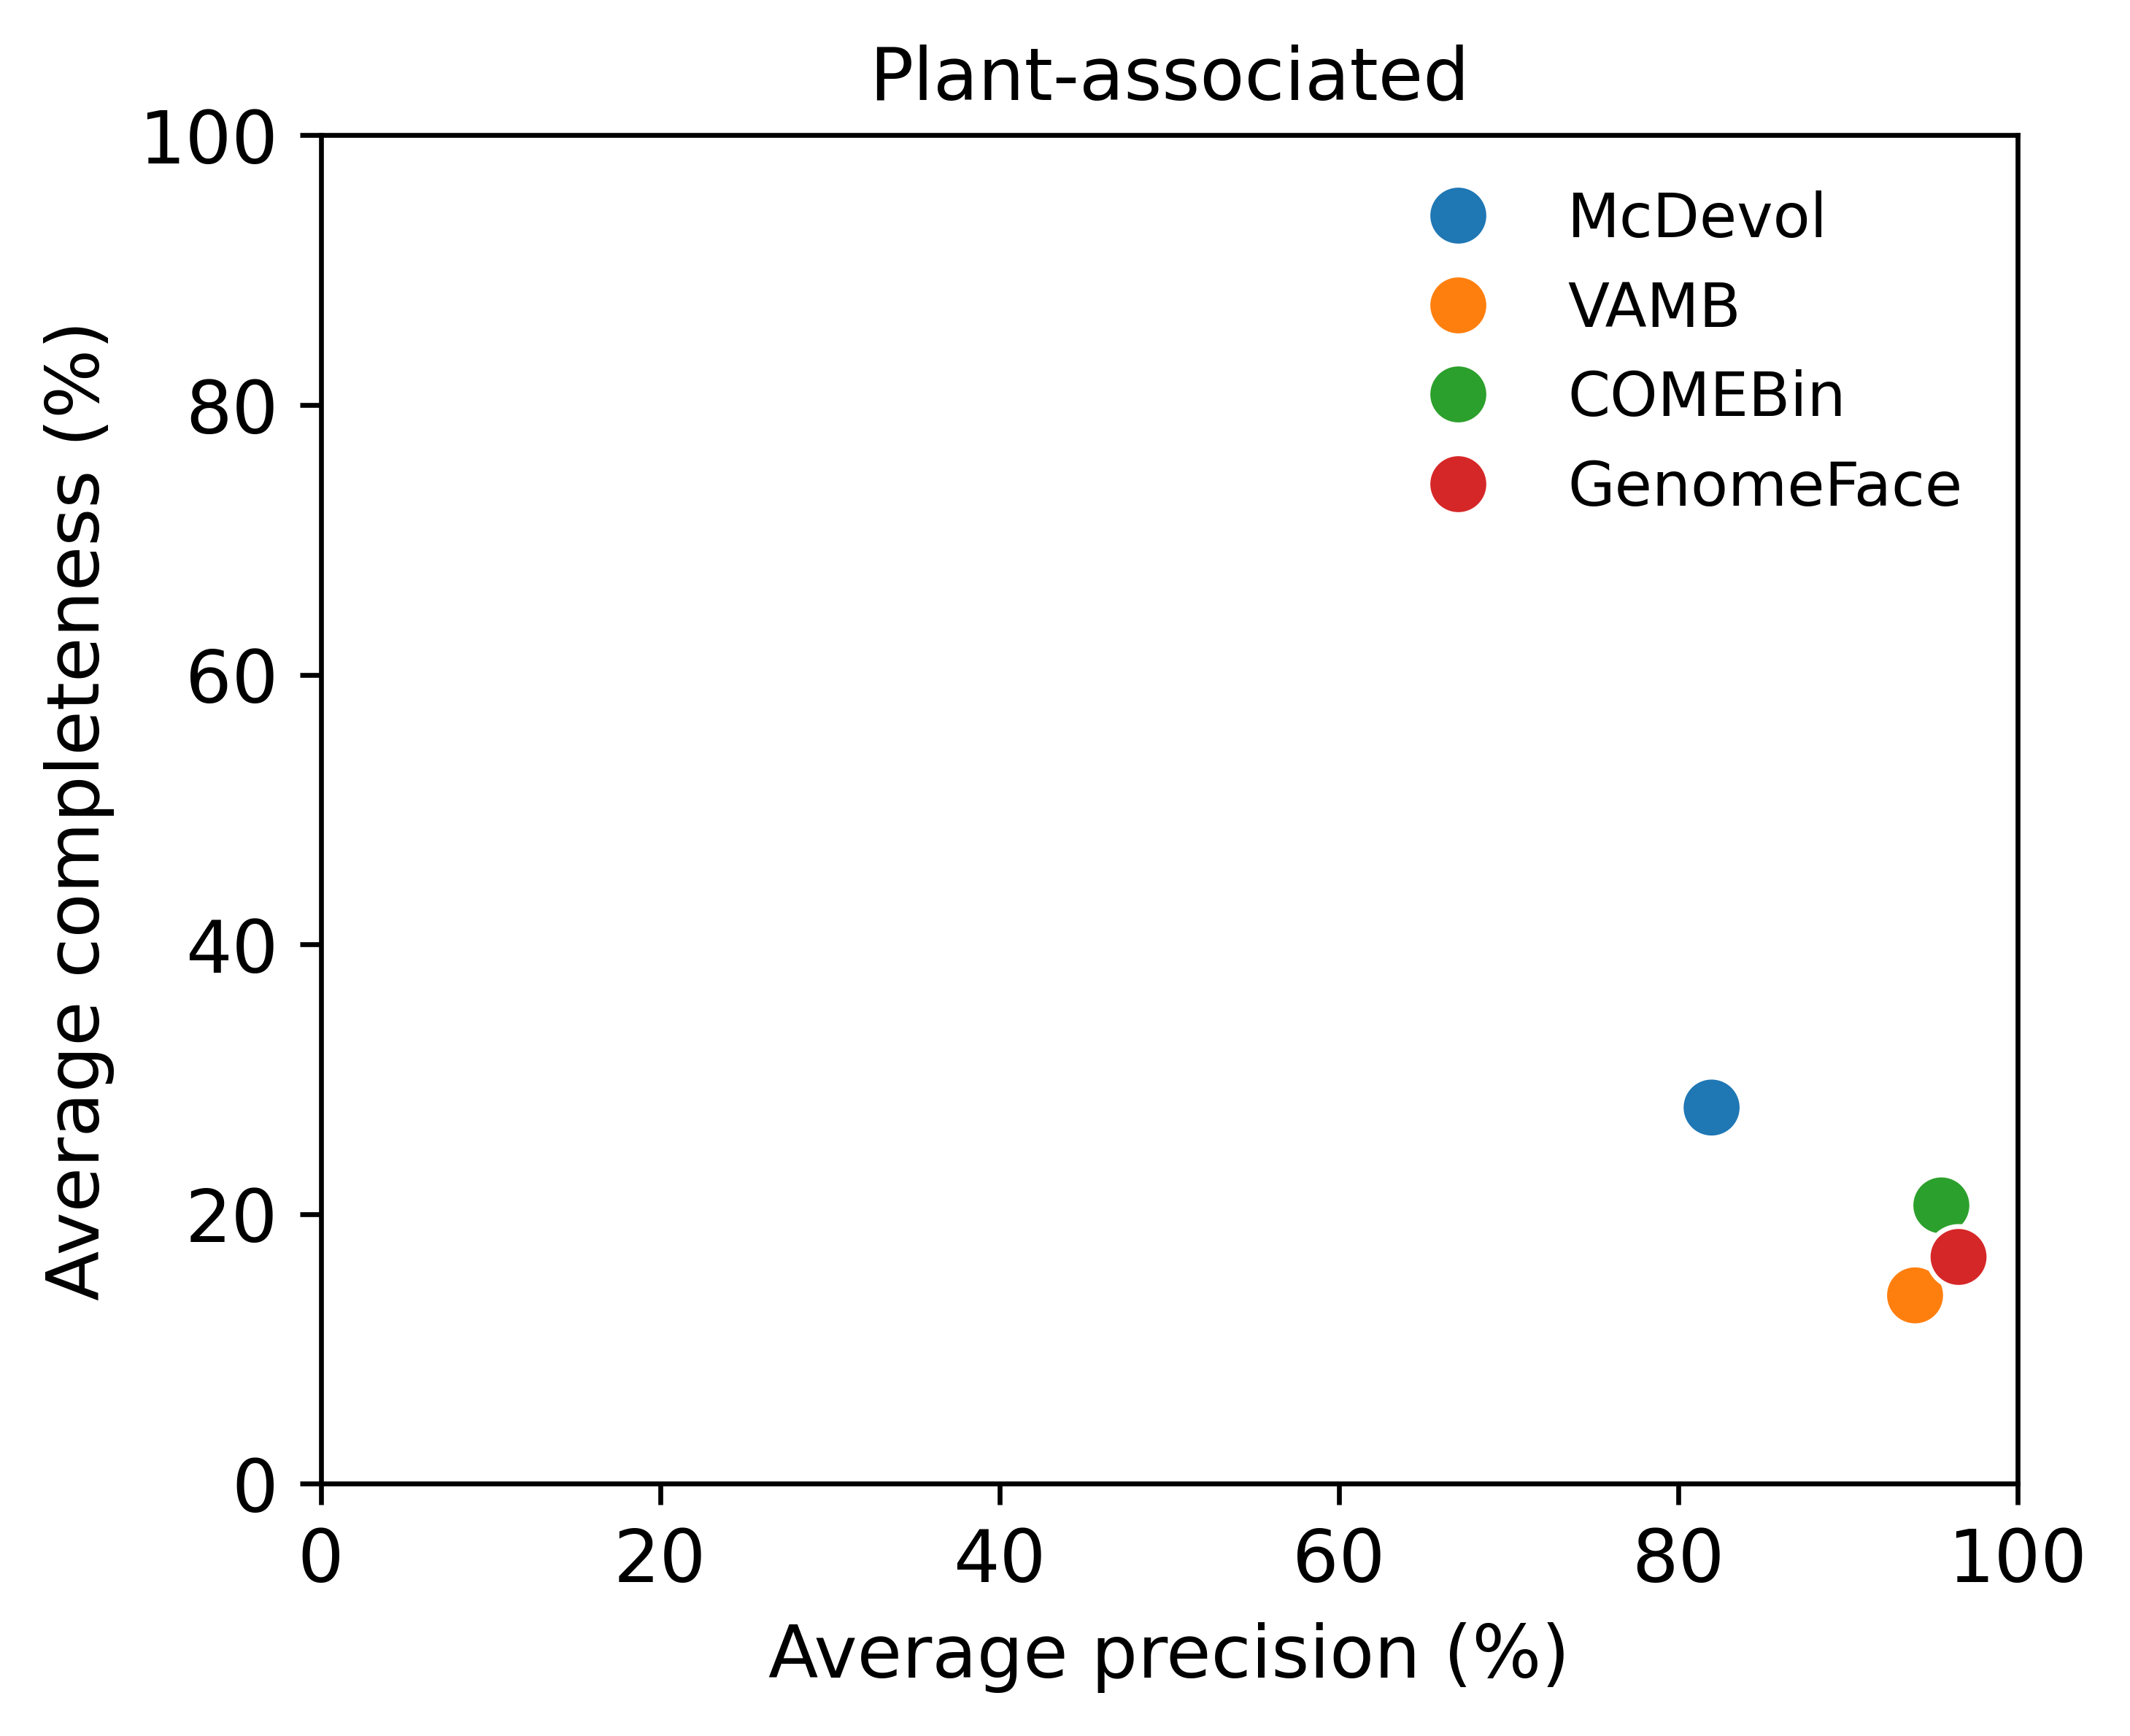 Plant-associated
100
80
60
40
20
0
Average completeness (%)
McDevol
VAMB
COMEBin
GenomeFace
0 20 40 60 80 100
Average precision (%)